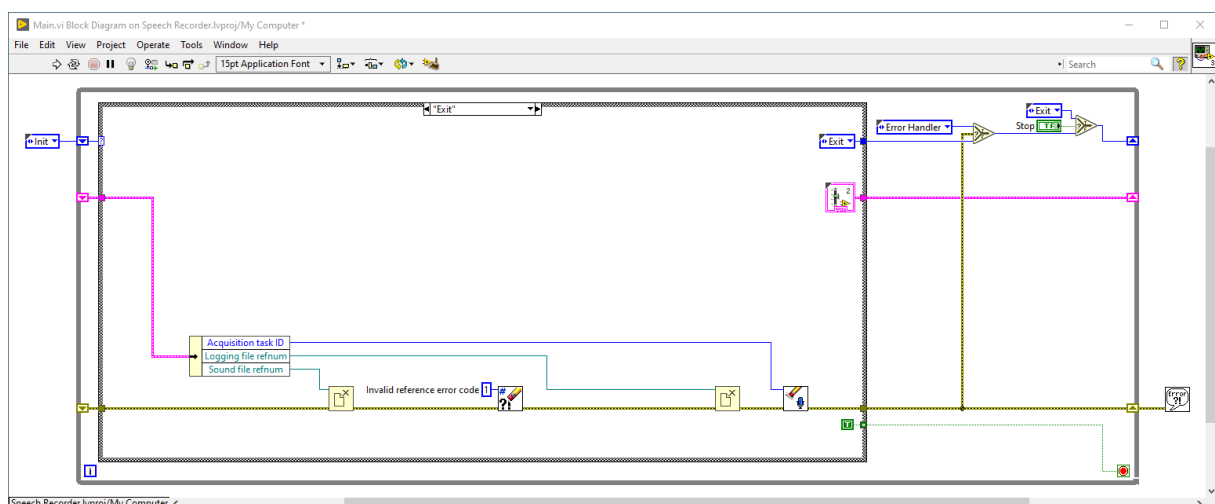 Main.vi Block Diagram on Speech Recorder.lvproj/My Computer *
File Edit View Project Operate Tools Window Help
15pt Application Font
Search
"Exit"
Init
Exit
Error Handler
Exit
Stop TF
2
Acquisition task ID
Logging file refnum
Sound file refnum
Invalid reference error code 1
#
?!
Error
?!
T
i
Speech Recorder.lvproj/My Computer